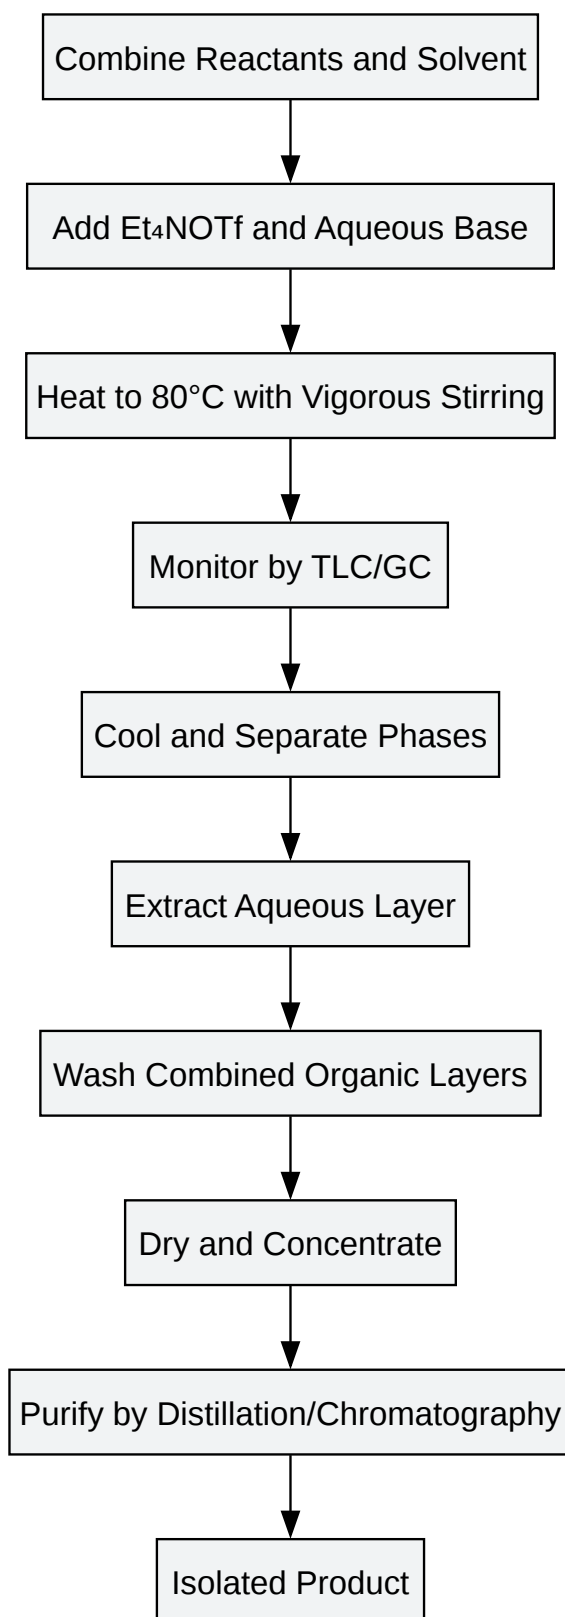 Combine Reactants and Solvent
Add Et₄NOTf and Aqueous Base
Heat to 80°C with Vigorous Stirring
Monitor by TLC/GC
Cool and Separate Phases
Extract Aqueous Layer
Wash Combined Organic Layers
Dry and Concentrate
Purify by Distillation/Chromatography
Isolated Product